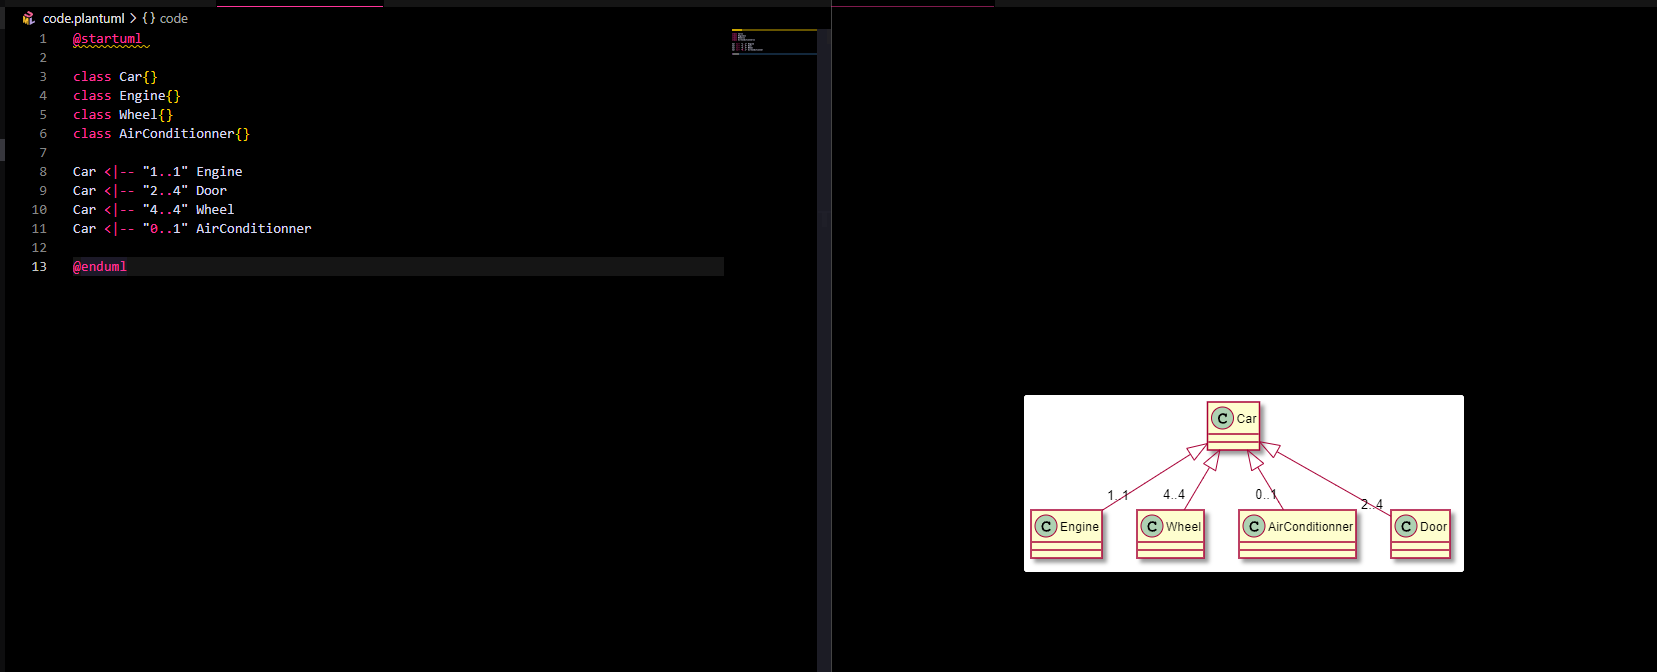 code.plantuml > {} code
1 @startuml
2
3 class Car{}
4 class Engine{}
5 class Wheel{}
6 class AirConditionner{}
7
8 Car <|-- "1..1" Engine
9 Car <|-- "2..4" Door
10 Car <|-- "4..4" Wheel
11 Car <|-- "0..1" AirConditionner
12
13 @enduml
C Car
1..1 4..4 0..1 2..4
C Engine C Wheel C AirConditionner C Door